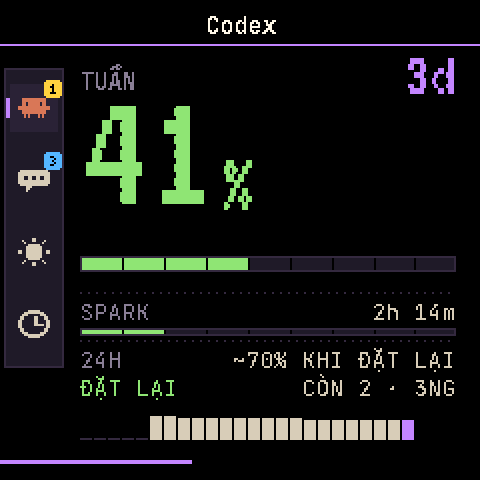 Codex
1
TUẦN
3d
41%
3
SPARK
2h 14m
24H
~70% KHI ĐẶT LẠI
ĐẶT LẠI
CÒN 2 · 3NG